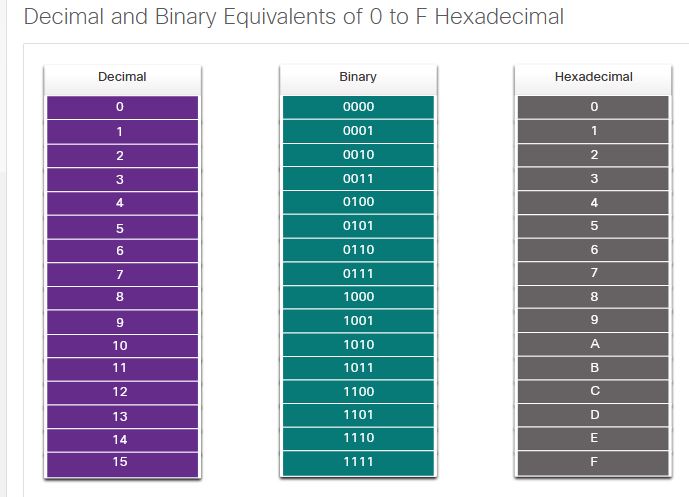 Decimal and Binary Equivalents of 0 to F Hexadecimal
Decimal Binary Hexadecimal
0 0000 0
1 0001 1
2 0010 2
3 0011 3
4 0100 4
5 0101 5
6 0110 6
7 0111 7
8 1000 8
9 1001 9
10 1010 A
11 1011 B
12 1100 C
13 1101 D
14 1110 E
15 1111 F